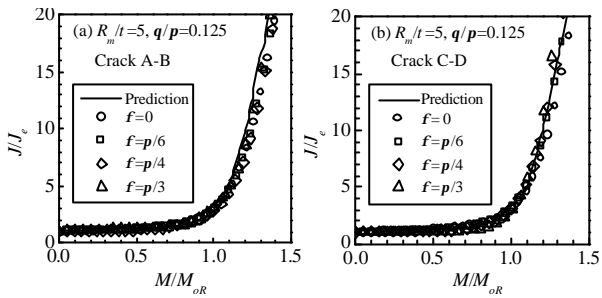 (a) R_m/t=5, q/p=0.125
Crack A-B
Prediction
f=0
f=p/6
f=p/4
f=p/3
J/J_e
20
15
10
5
0
0.0 0.5 1.0 1.5
M/M_oR
(b) R_m/t=5, q/p=0.125
Crack C-D
Prediction
f=0
f=p/6
f=p/4
f=p/3
J/J_e
20
15
10
5
0
0.0 0.5 1.0 1.5
M/M_oR